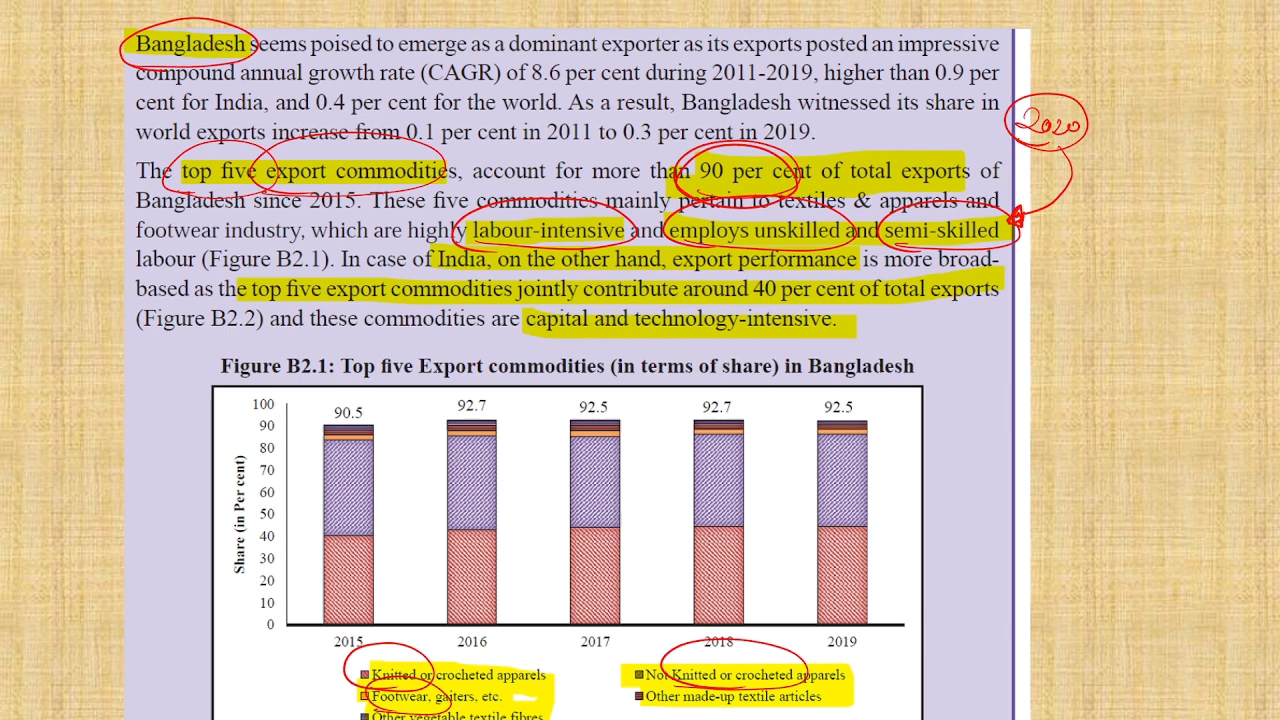 Bangladesh seems poised to emerge as a dominant exporter as its exports posted an impressive
compound annual growth rate (CAGR) of 8.6 per cent during 2011-2019, higher than 0.9 per
cent for India, and 0.4 per cent for the world. As a result, Bangladesh witnessed its share in
world exports increase from 0.1 per cent in 2011 to 0.3 per cent in 2019.
2020
The top five export commodities, account for more than 90 per cent of total exports of
Bangladesh since 2015. These five commodities mainly pertain to textiles & apparels and
footwear industry, which are highly labour-intensive and employs unskilled and semi-skilled
labour (Figure B2.1). In case of India, on the other hand, export performance is more broad-
based as the top five export commodities jointly contribute around 40 per cent of total exports
(Figure B2.2) and these commodities are capital and technology-intensive.
Figure B2.1: Top five Export commodities (in terms of share) in Bangladesh
Share (in Per cent)
100
90
80
70
60
50
40
30
20
10
0
90.5 92.7 92.5 92.7 92.5
2015 2016 2017 2018 2019
Knitted or crocheted apparels Not Knitted or crocheted apparels
Footwear, gaiters, etc. Other made-up textile articles
Other vegetable textile fibres